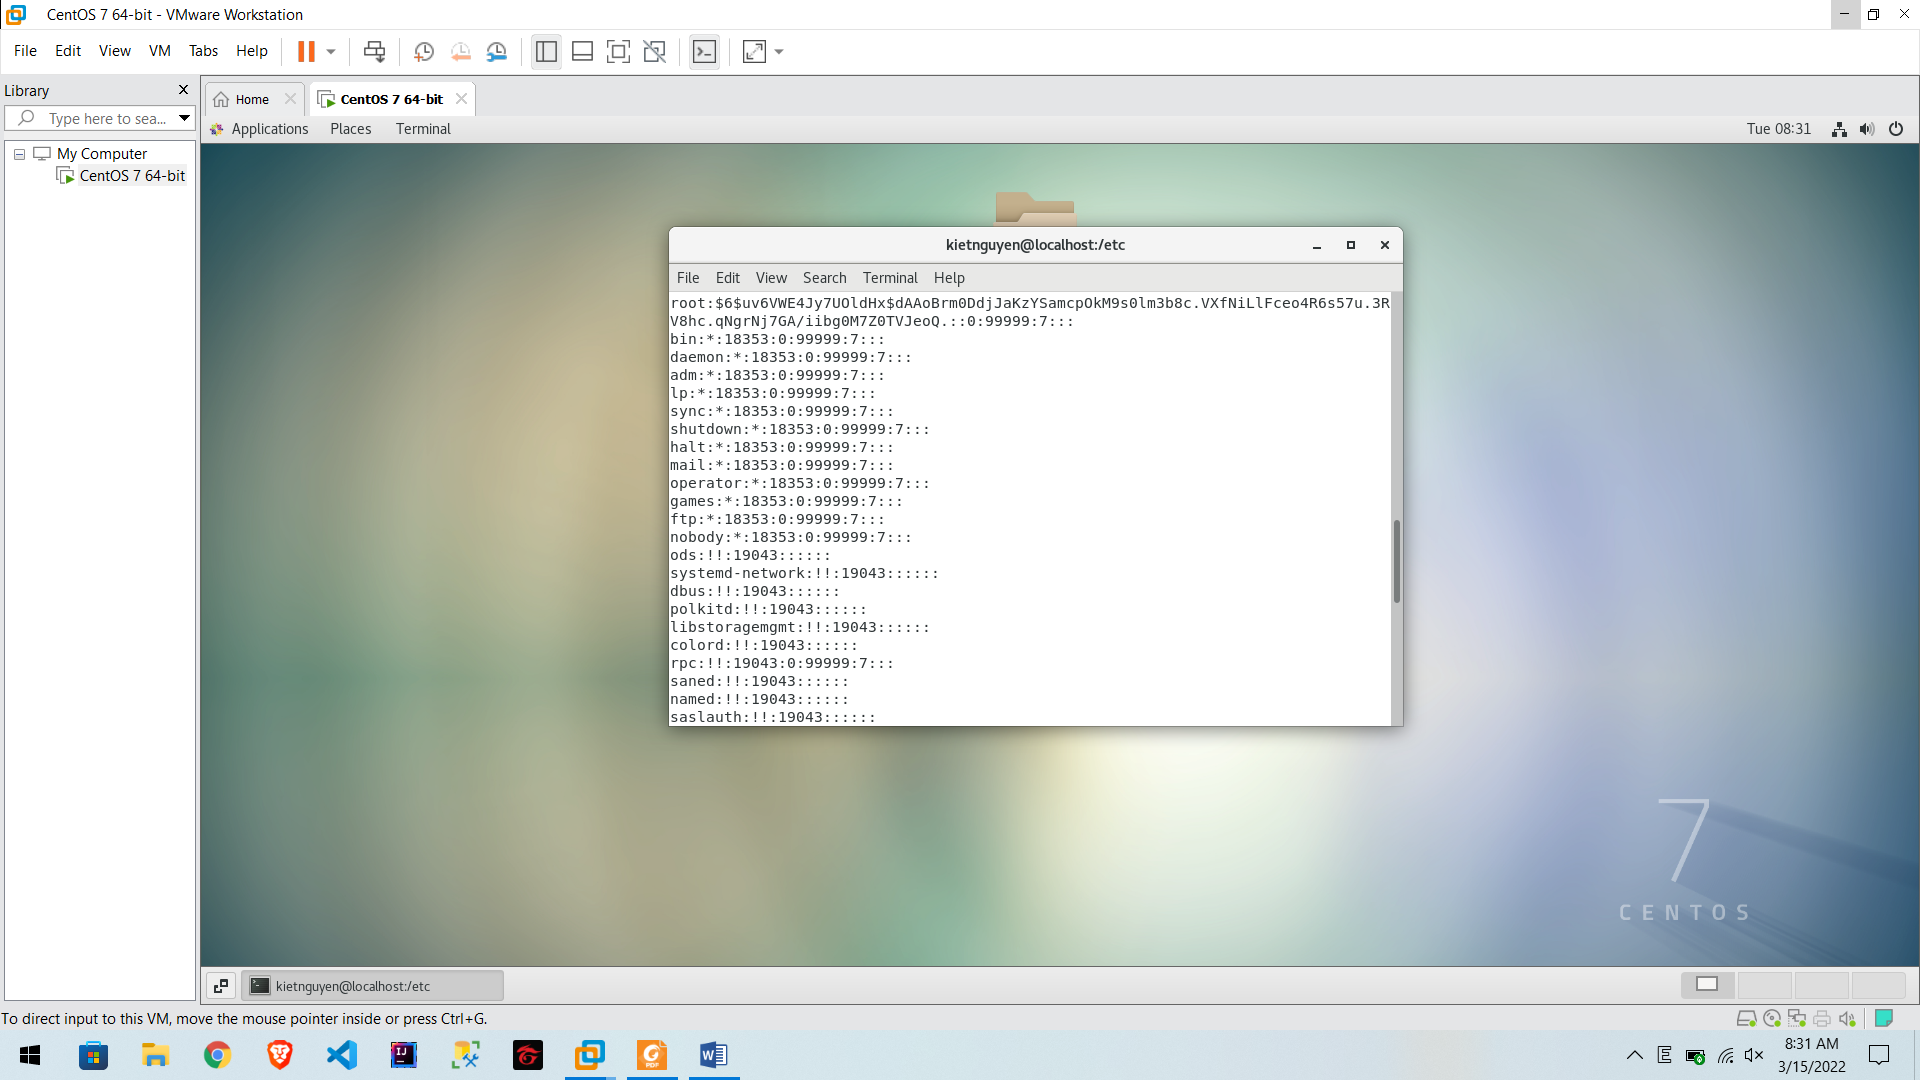 CentOS 7 64-bit - VMware Workstation
File Edit View VM Tabs Help
Library
Type here to sea...
My Computer
CentOS 7 64-bit
Home
CentOS 7 64-bit
Applications Places Terminal
Tue 08:31
kietnguyen@localhost:/etc
File Edit View Search Terminal Help
root:$6$uv6VWE4Jy7UOldHx$dAAoBrm0DdjJaKzYSamcpOkM9s0lm3b8c.VXfNiLlFceo4R6s57u.3R
V8hc.qNgrNj7GA/iibg0M7Z0TVJeoQ.::0:99999:7:::
bin:*:18353:0:99999:7:::
daemon:*:18353:0:99999:7:::
adm:*:18353:0:99999:7:::
lp:*:18353:0:99999:7:::
sync:*:18353:0:99999:7:::
shutdown:*:18353:0:99999:7:::
halt:*:18353:0:99999:7:::
mail:*:18353:0:99999:7:::
operator:*:18353:0:99999:7:::
games:*:18353:0:99999:7:::
ftp:*:18353:0:99999:7:::
nobody:*:18353:0:99999:7:::
ods:!!:19043::::::
systemd-network:!!:19043::::::
dbus:!!:19043::::::
polkitd:!!:19043::::::
libstoragemgmt:!!:19043::::::
colord:!!:19043::::::
rpc:!!:19043:0:99999:7:::
saned:!!:19043::::::
named:!!:19043::::::
saslauth:!!:19043::::::
7
CENTOS
kietnguyen@localhost:/etc
To direct input to this VM, move the mouse pointer inside or press Ctrl+G.
IJ
PDF
W
E
8:31 AM
3/15/2022